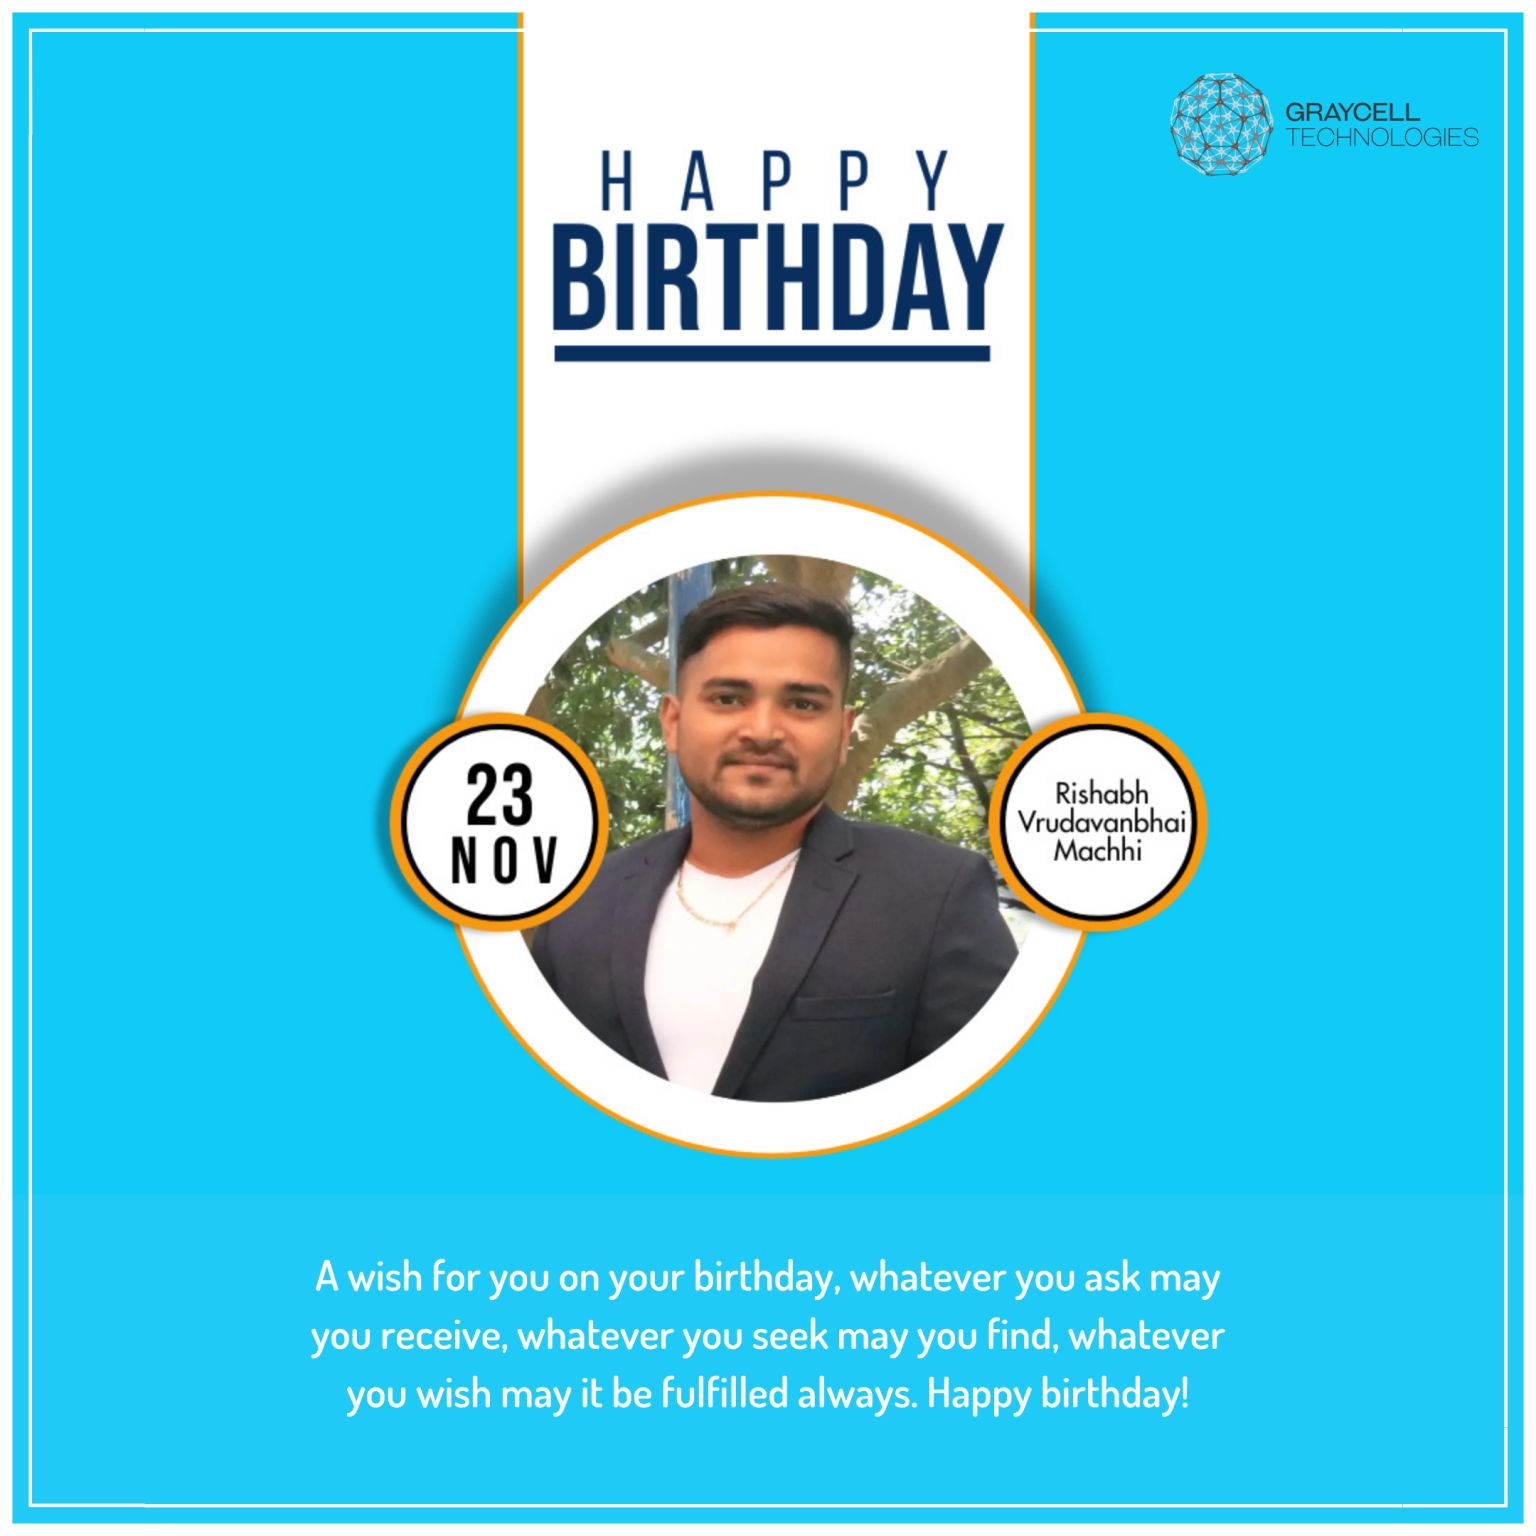 GRAYCELL
TECHNOLOGIES
HAPPY
BIRTHDAY
23
NOV
Rishabh
Vrudavanbhai
Machhi
A wish for you on your birthday, whatever you ask may
you receive, whatever you seek may you find, whatever
you wish may it be fulfilled always. Happy birthday!